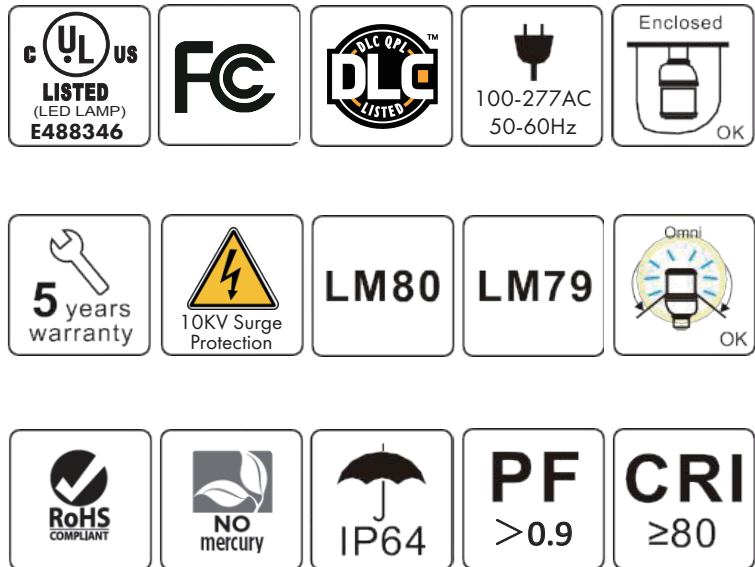 C UL US
LISTED
(LED LAMP)
E488346
FC
DLC QPL
DLC
LISTED
™
100-277AC
50-60Hz
Enclosed
OK
5 years
warranty
10KV Surge
Protection
LM80
LM79
Omni
OK
RoHS
COMPLIANT
NO
mercury
IP64
PF
>0.9
CRI
≥80